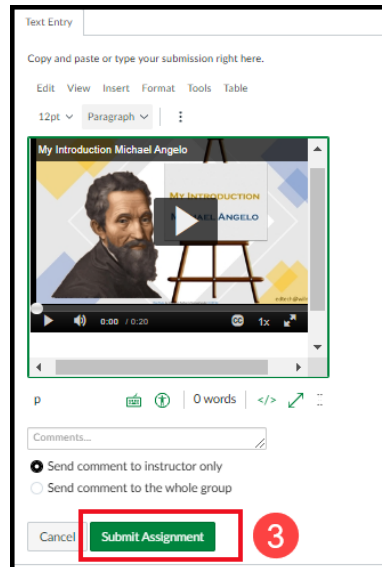 Text Entry
Copy and paste or type your submission right here.
Edit View Insert Format Tools Table
12pt Paragraph
My Introduction Michael Angelo
MY INTRODUCTION
ANGELO
0:00 / 0:20 CC 1x
p 0 words </>
Comments...
Send comment to instructor only
Send comment to the whole group
Cancel Submit Assignment 3